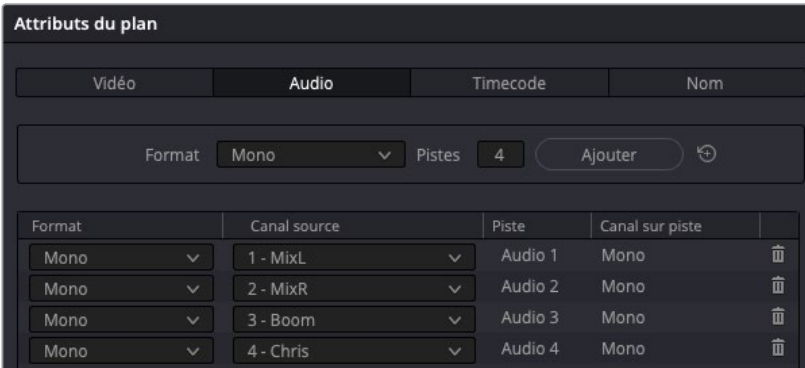 Attributs du plan
Vidéo Audio Timecode Nom
Format Mono Pistes 4 Ajouter
Format Canal source Piste Canal sur piste
Mono 1 - MixL Audio 1 Mono
Mono 2 - MixR Audio 2 Mono
Mono 3 - Boom Audio 3 Mono
Mono 4 - Chris Audio 4 Mono